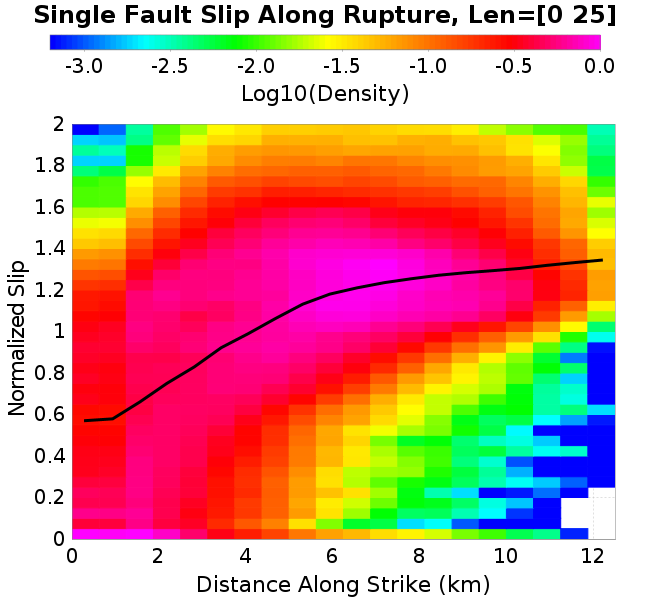 Single Fault Slip Along Rupture, Len=[0 25]
-3.0 -2.5 -2.0 -1.5 -1.0 -0.5 0.0
Log10(Density)
2
1.8
1.6
1.4
1.2
1
0.8
0.6
0.4
0.2
0
Normalized Slip
0 2 4 6 8 10 12
Distance Along Strike (km)